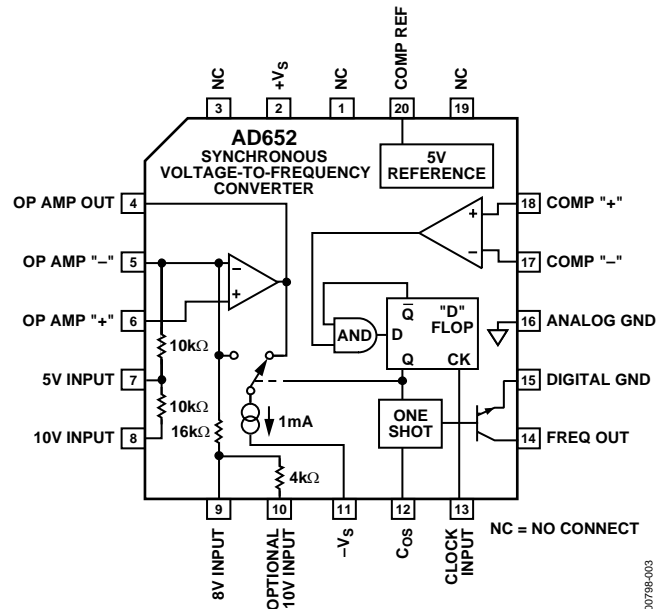 NC
+VS
NC
COMP REF
NC
3
2
1
20
19
AD652
SYNCHRONOUS
VOLTAGE-TO-FREQUENCY
CONVERTER
5V
REFERENCE
OP AMP OUT 4
18 COMP "+"
+
–
OP AMP "–" 5
17 COMP "–"
–
+
OP AMP "+" 6
16 ANALOG GND
Q
"D"
FLOP
AND
D
Q
CK
10kΩ
5V INPUT 7
15 DIGITAL GND
10kΩ
16kΩ
1mA
ONE
SHOT
10V INPUT 8
14 FREQ OUT
4kΩ
9
10
11
12
13
NC = NO CONNECT
8V INPUT
OPTIONAL
10V INPUT
–VS
COS
CLOCK
INPUT
00798-003